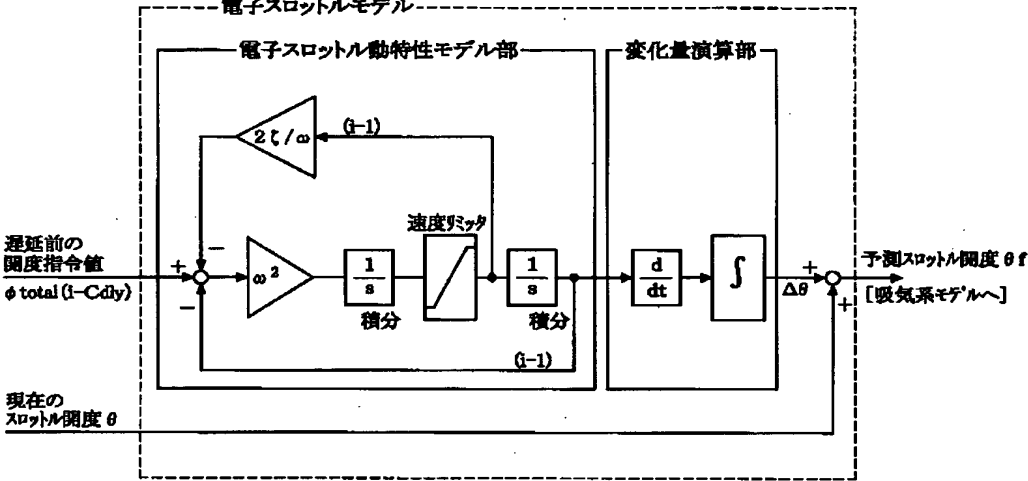 電子スロットルモデル
電子スロットル動特性モデル部
変化量演算部
2ζ/ω
(i-1)
速度リミッタ
遅延前の
開度指令値
φtotal(i-Cdly)
+
−
−
ω²
1
s
積分
1
s
積分
(i-1)
d
dt
∫
+
Δθ
+
予測スロットル開度θf
[吸気系モデルへ]
現在の
スロットル開度θ